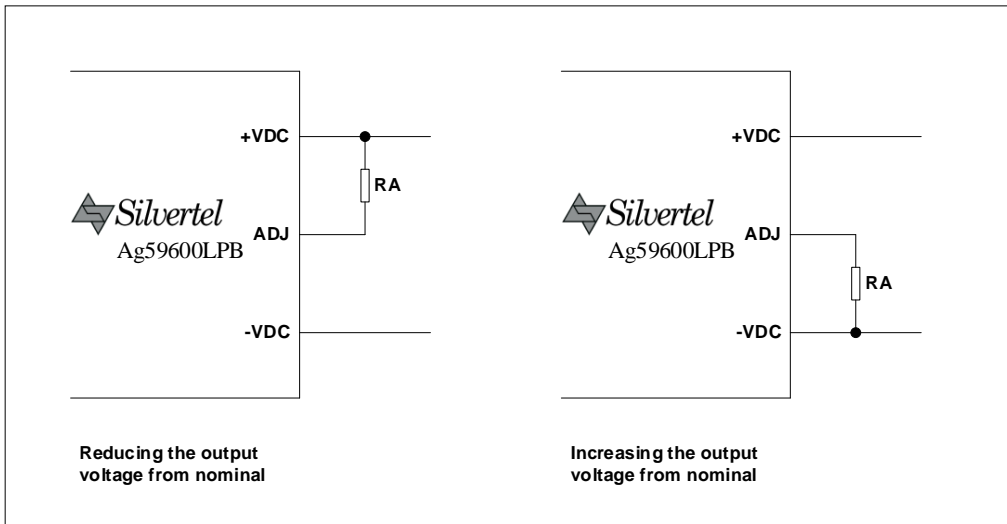 +VDC
RA
Silvertel
ADJ
Ag59600LPB
-VDC
Reducing the output
voltage from nominal
+VDC
Silvertel
ADJ
Ag59600LPB
RA
-VDC
Increasing the output
voltage from nominal